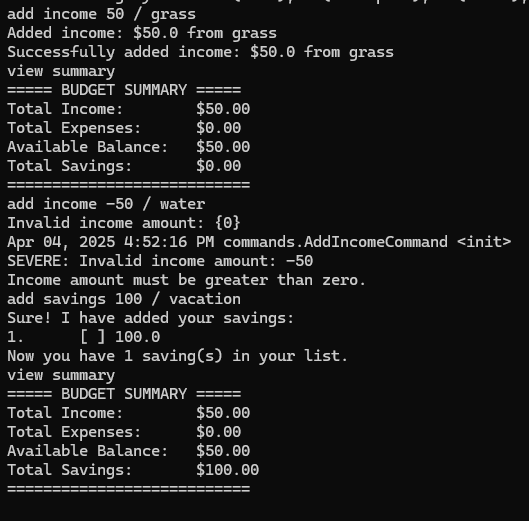 add income 50 / grass
Added income: $50.0 from grass
Successfully added income: $50.0 from grass
view summary
===== BUDGET SUMMARY =====
Total Income:        $50.00
Total Expenses:      $0.00
Available Balance:   $50.00
Total Savings:       $0.00
===========================
add income -50 / water
Invalid income amount: {0}
Apr 04, 2025 4:52:16 PM commands.AddIncomeCommand <init>
SEVERE: Invalid income amount: -50
Income amount must be greater than zero.
add savings 100 / vacation
Sure! I have added your savings:
1.      [ ] 100.0
Now you have 1 saving(s) in your list.
view summary
===== BUDGET SUMMARY =====
Total Income:        $50.00
Total Expenses:      $0.00
Available Balance:   $50.00
Total Savings:       $100.00
===========================